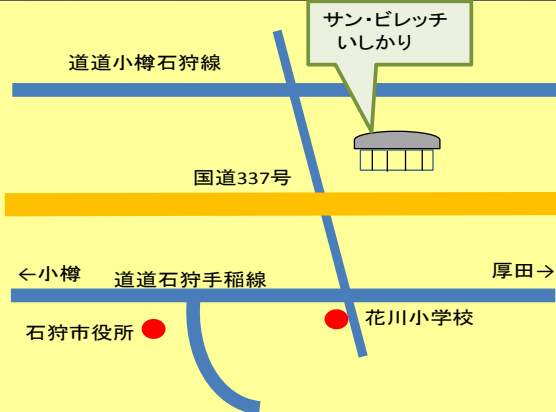 サン・ビレッヂ
いしかり
道道小樽石狩線
国道337号
←小樽
厚田→
道道石狩手稲線
石狩市役所
花川小学校